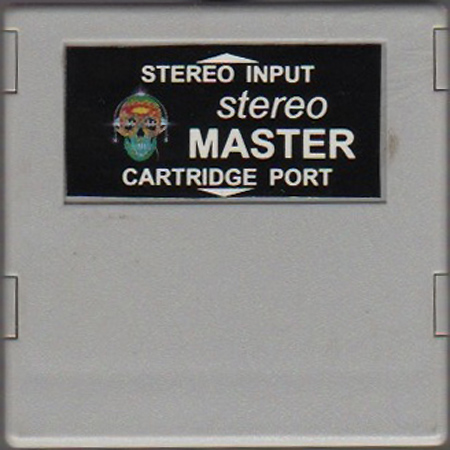 STEREO INPUT
stereo
MASTER
CARTRIDGE PORT